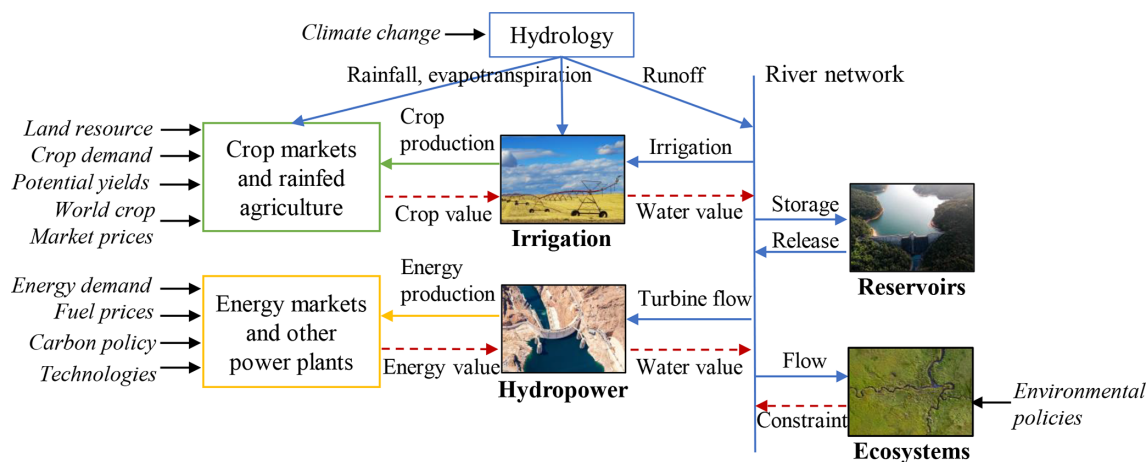 Climate change
Hydrology
Rainfall, evapotranspiration
Runoff
River network
Land resource
Crop demand
Potential yields
World crop
Market prices
Crop markets
and rainfed
agriculture
Crop
production
Crop value
Irrigation
Irrigation
Water value
Storage
Release
Reservoirs
Energy demand
Fuel prices
Carbon policy
Technologies
Energy markets
and other
power plants
Energy
production
Energy value
Hydropower
Turbine flow
Water value
Flow
Constraint
Ecosystems
Environmental
policies